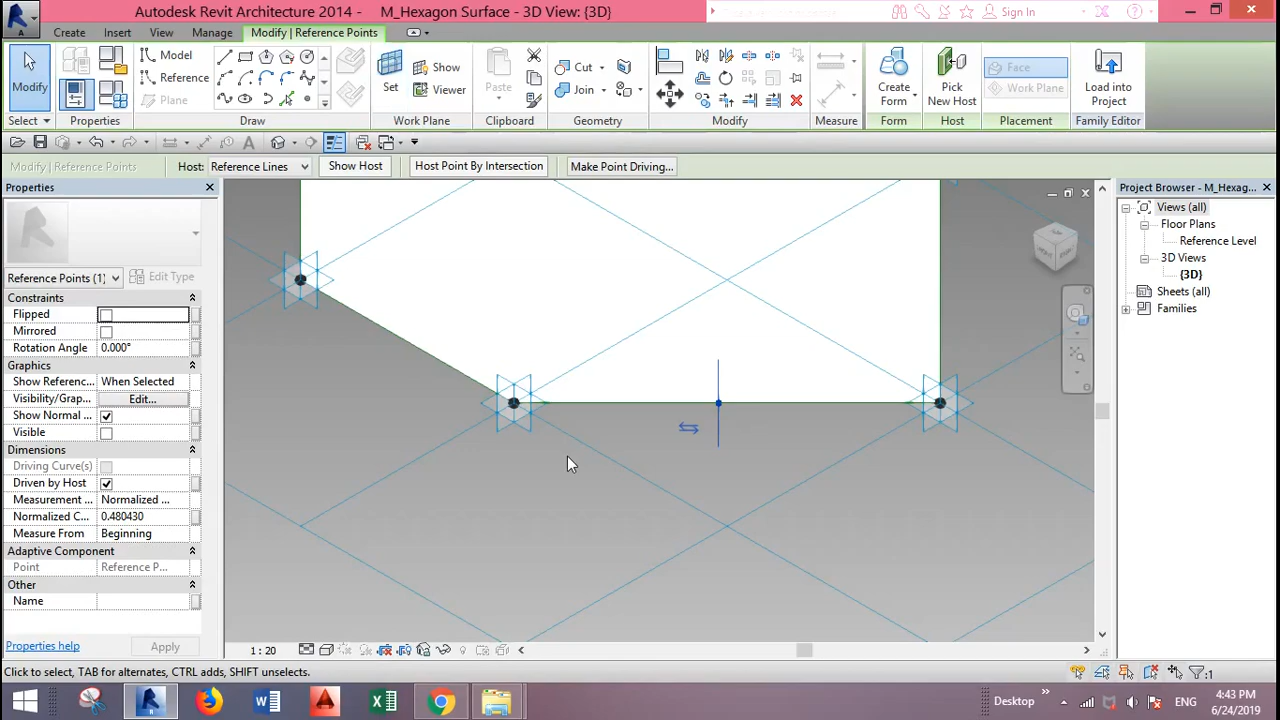 Autodesk Revit Architecture 2014 - M_Hexagon Surface - 3D View: {3D}
Sign In
Create Insert View Manage Modify | Reference Points
Modify
Select
Properties
Model
Reference
Plane
Draw
Set
Show
Viewer
Work Plane
Paste
Clipboard
Cut
Join
Geometry
Modify
Measure
Create Form
Form
Pick New Host
Host
Face
Work Plane
Placement
Load into Project
Family Editor
Modify | Reference Points
Host: Reference Lines
Show Host
Host Point By Intersection
Make Point Driving...
Properties
Reference Points (1)
Edit Type
Constraints
Flipped
Mirrored
Rotation Angle 0.000°
Graphics
Show Referenc... When Selected
Visibility/Grap... Edit...
Show Normal ...
Visible
Dimensions
Driving Curve(s)
Driven by Host
Measurement ... Normalized ...
Normalized C... 0.480430
Measure From Beginning
Adaptive Component
Point Reference P...
Other
Name
Properties help
Apply
Project Browser - M_Hexag...
Views (all)
Floor Plans
Reference Level
3D Views
{3D}
Sheets (all)
Families
1 : 20
Click to select, TAB for alternates, CTRL adds, SHIFT unselects.
:1
Desktop
ENG
4:43 PM
6/24/2019